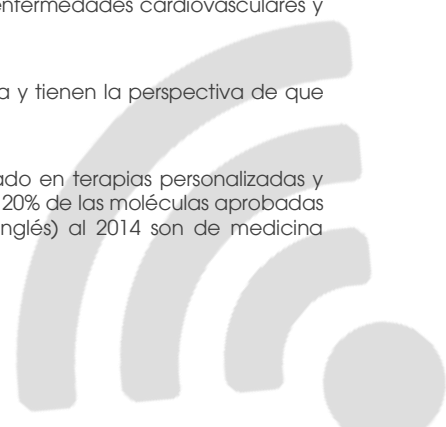 enfermedades cardiovasculares y
a y tienen la perspectiva de que
ado en terapias personalizadas y
20% de las moléculas aprobadas
nglés) al 2014 son de medicina